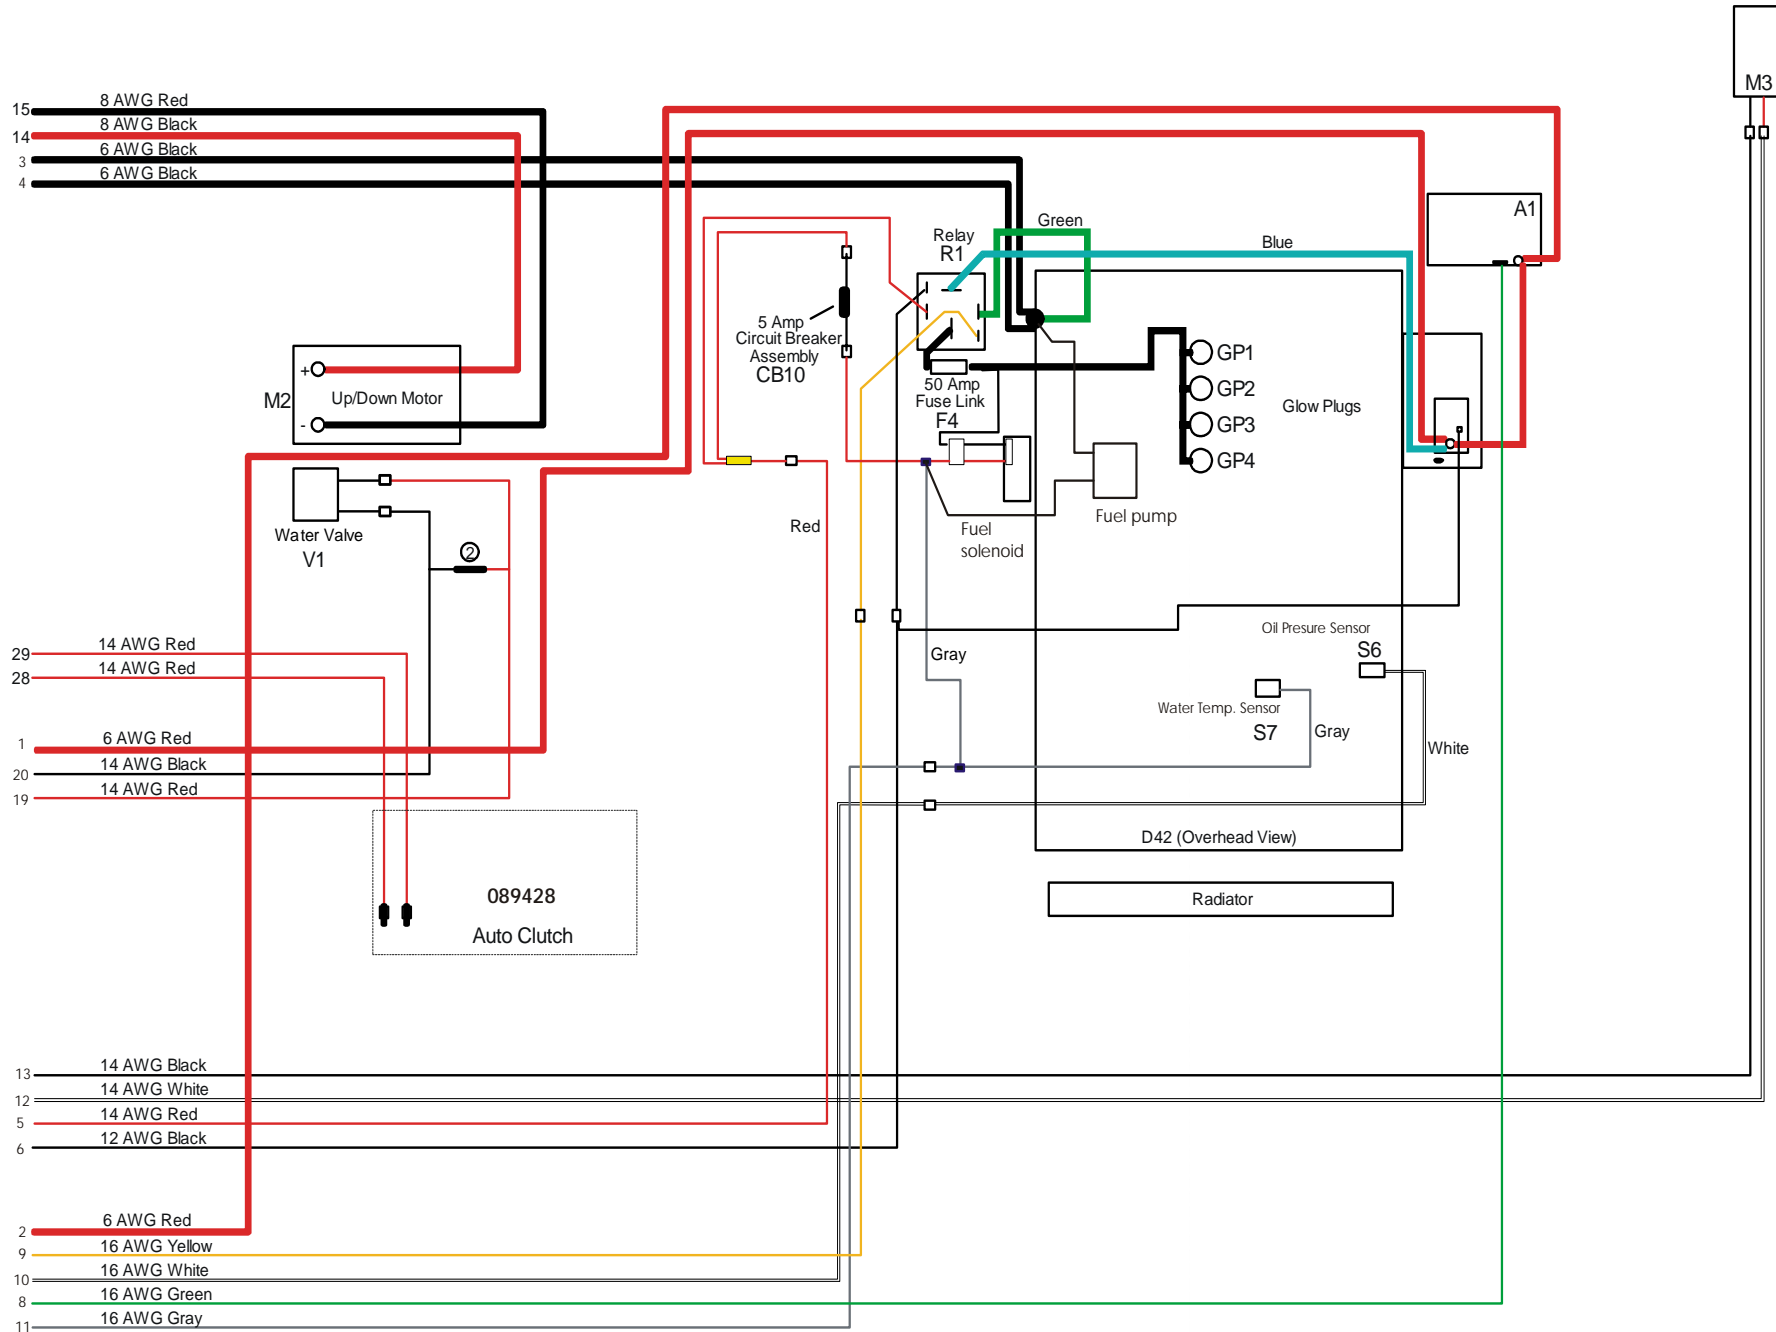 M3
15
8 AWG Red
14
8 AWG Black
3
6 AWG Black
4
6 AWG Black
A1
Green
Relay
R1
Blue
5 Amp
Circuit Breaker
Assembly
CB10
50 Amp
Fuse Link
F4
GP1
GP2
GP3
GP4
Glow Plugs
M2
+
-
Up/Down Motor
Water Valve
V1
2
Red
Fuel
solenoid
Fuel pump
Oil Presure Sensor
S6
29
14 AWG Red
28
14 AWG Red
Gray
Water Temp. Sensor
S7
Gray
White
1
6 AWG Red
20
14 AWG Black
19
14 AWG Red
D42 (Overhead View)
Radiator
089428
Auto Clutch
13
14 AWG Black
12
14 AWG White
5
14 AWG Red
6
12 AWG Black
2
6 AWG Red
9
16 AWG Yellow
10
16 AWG White
8
16 AWG Green
11
16 AWG Gray